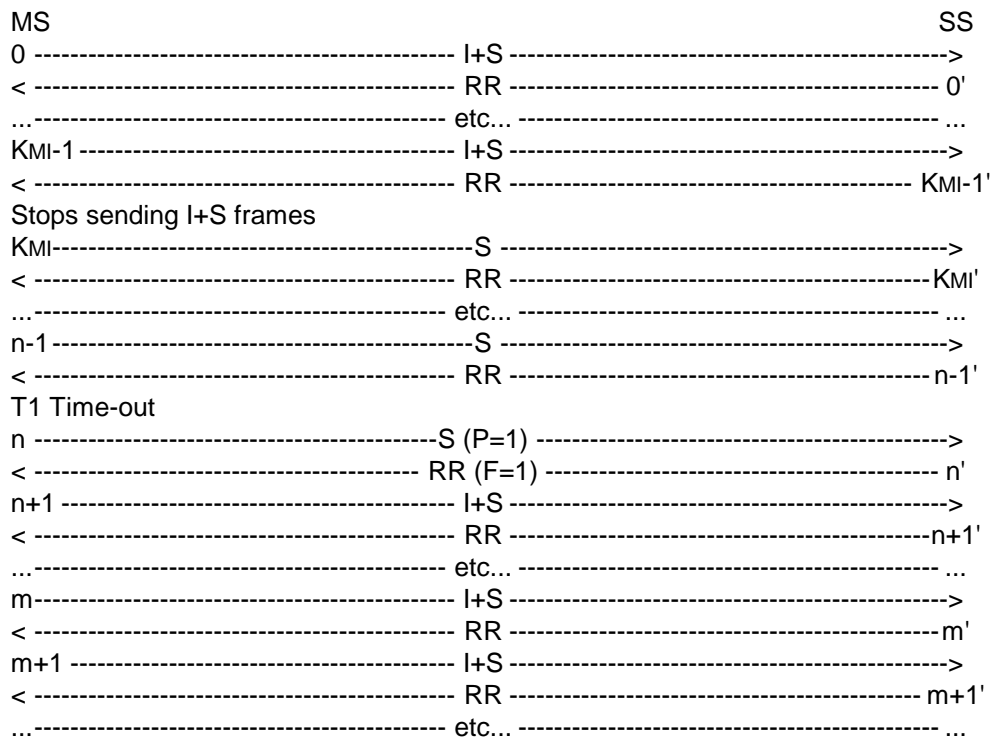 MS SS
0 ------------------------------------------- I+S --------------------------------------------->
< ------------------------------------------- RR -------------------------------------------- 0'
...------------------------------------------ etc... ------------------------------------------- ...
KMI-1 --------------------------------------- I+S --------------------------------------------->
< ------------------------------------------- RR ----------------------------------------- KMI-1'
Stops sending I+S frames
KMI-------------------------------------------S ---------------------------------------------->
< ------------------------------------------- RR -------------------------------------------KMI'
...------------------------------------------ etc... ------------------------------------------- ...
n-1-------------------------------------------S ---------------------------------------------->
< ------------------------------------------- RR -------------------------------------------n-1'
T1 Time-out
n -----------------------------------------S (P=1) ------------------------------------------>
< --------------------------------------- RR (F=1) ---------------------------------------- n'
n+1 ---------------------------------------- I+S --------------------------------------------->
< ------------------------------------------- RR -------------------------------------------n+1'
...------------------------------------------ etc... ------------------------------------------- ...
m------------------------------------------- I+S --------------------------------------------->
< ------------------------------------------- RR --------------------------------------------m'
m+1 --------------------------------------- I+S --------------------------------------------->
< ------------------------------------------- RR ------------------------------------------ m+1'
...------------------------------------------ etc... ------------------------------------------- ...